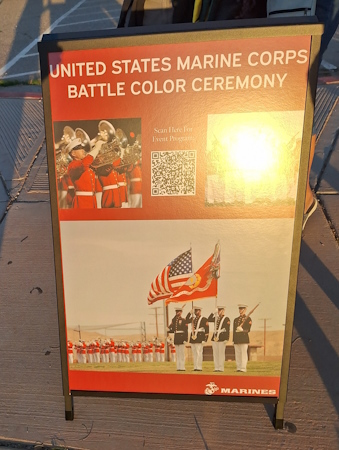 UNITED STATES MARINE CORPS
BATTLE COLOR CEREMONY
Scan Here For
Event Program
MARINES